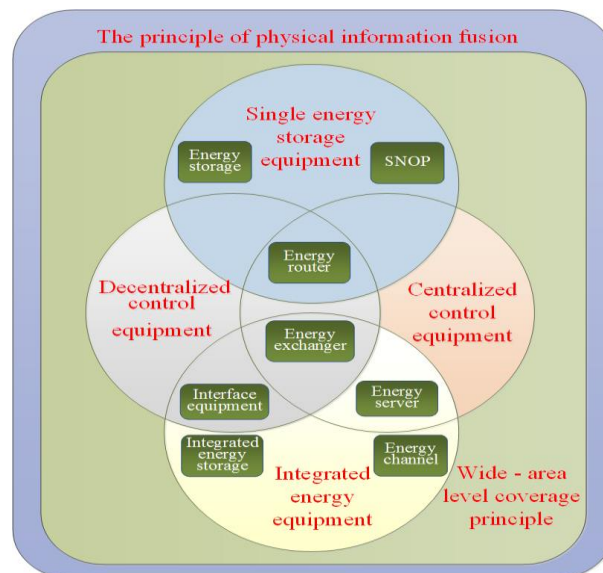 The principle of physical information fusion
Single energy
storage
equipment
Energy
storage
SNOP
Energy
router
Decentralized
control
equipment
Centralized
control
equipment
Energy
exchanger
Interface
equipment
Energy
server
Integrated
energy
storage
Energy
channel
Integrated
energy
equipment
Wide - area
level coverage
principle